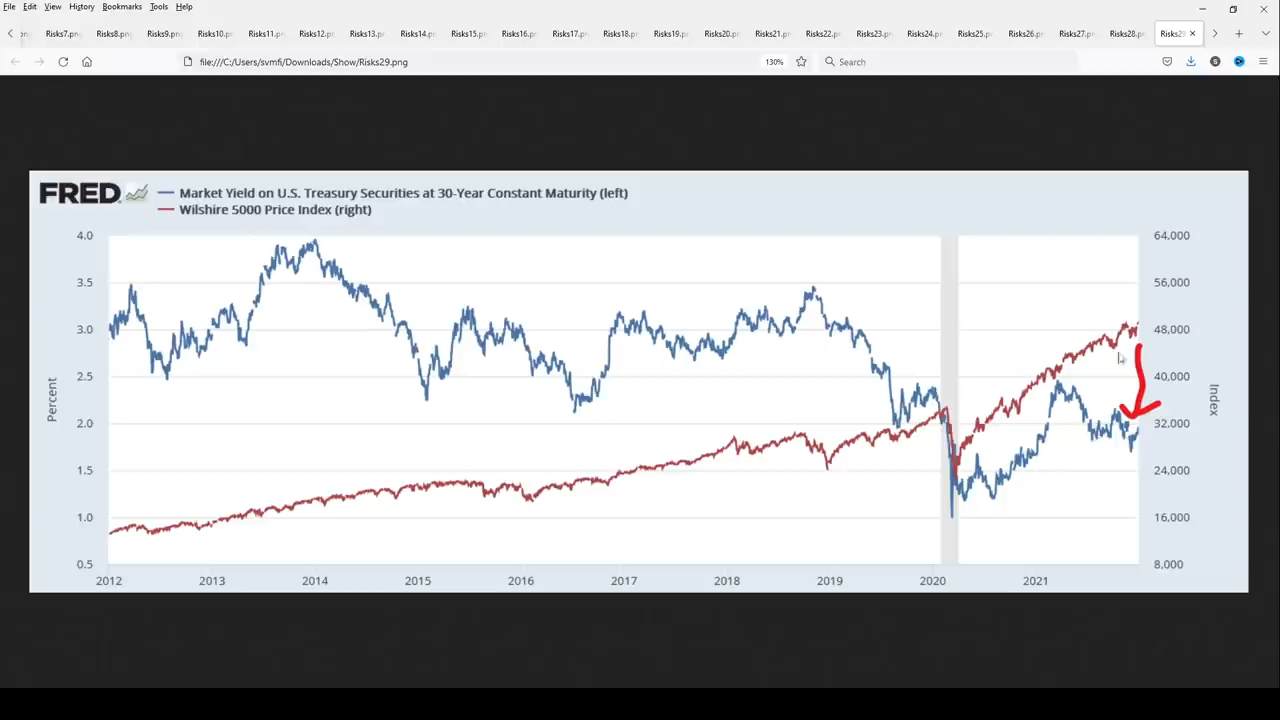 File Edit View History Bookmarks Tools Help
Risks7.pn Risks8.pn Risks9.pn Risks10.p Risks11.p Risks12.p Risks13.p Risks14.p Risks15.p Risks16.p Risks17.p Risks18.p Risks19.p Risks20.p Risks21.p Risks22.p Risks23.p Risks24.p Risks25.p Risks26.p Risks27.p Risks28.p Risks29
file:///C:/Users/svmfi/Downloads/Show/Risks29.png 130% Search
FRED
Market Yield on U.S. Treasury Securities at 30-Year Constant Maturity (left)
Wilshire 5000 Price Index (right)
4.0 64,000
3.5 56,000
3.0 48,000
2.5 40,000
Percent Index
2.0 32,000
1.5 24,000
1.0 16,000
0.5 8,000
2012 2013 2014 2015 2016 2017 2018 2019 2020 2021